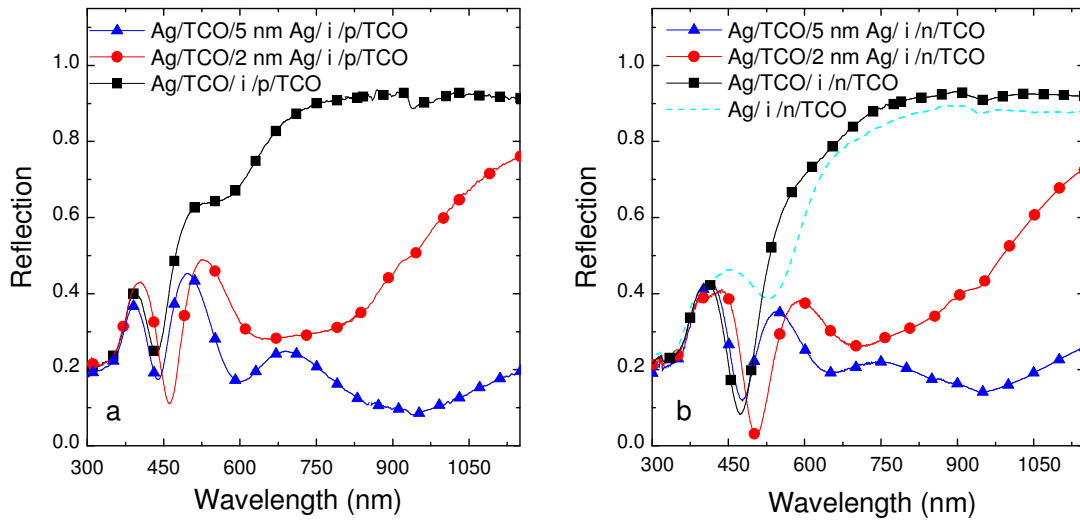 Ag/TCO/5 nm Ag/ i /p/TCO
Ag/TCO/2 nm Ag/ i /p/TCO
Ag/TCO/ i /p/TCO
1.0
0.8
0.6
0.4
0.2
0.0
Reflection
a
300 450 600 750 900 1050
Wavelength (nm)
Ag/TCO/5 nm Ag/ i /n/TCO
Ag/TCO/2 nm Ag/ i /n/TCO
Ag/TCO/ i /n/TCO
Ag/ i /n/TCO
1.0
0.8
0.6
0.4
0.2
0.0
Reflection
b
300 450 600 750 900 1050
Wavelength (nm)